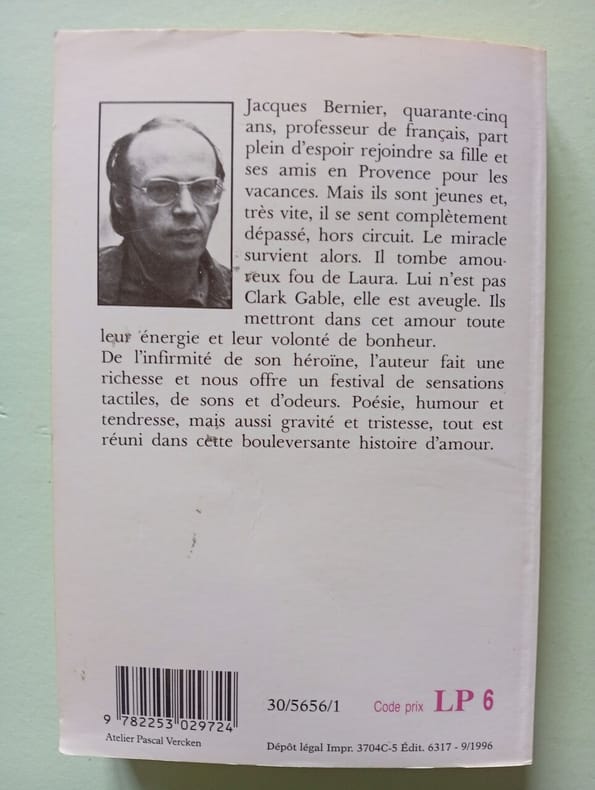 Jacques Bernier, quarante-cinq
ans, professeur de français, part
plein d'espoir rejoindre sa fille et
ses amis en Provence pour les
vacances. Mais ils sont jeunes et,
très vite, il se sent complètement
dépassé, hors circuit. Le miracle
survient alors. Il tombe amou-
reux fou de Laura. Lui n'est pas
Clark Gable, elle est aveugle. Ils
mettront dans cet amour toute
leur énergie et leur volonté de bonheur.
De l'infirmité de son héroïne, l'auteur fait une
richesse et nous offre un festival de sensations
tactiles, de sons et d'odeurs. Poésie, humour et
tendresse, mais aussi gravité et tristesse, tout est
réuni dans cette bouleversante histoire d'amour.
9 782253 029724
30/5656/1
Code prix LP 6
Atelier Pascal Vercken
Dépôt légal Impr. 3704C-5 Édit. 6317 - 9/1996